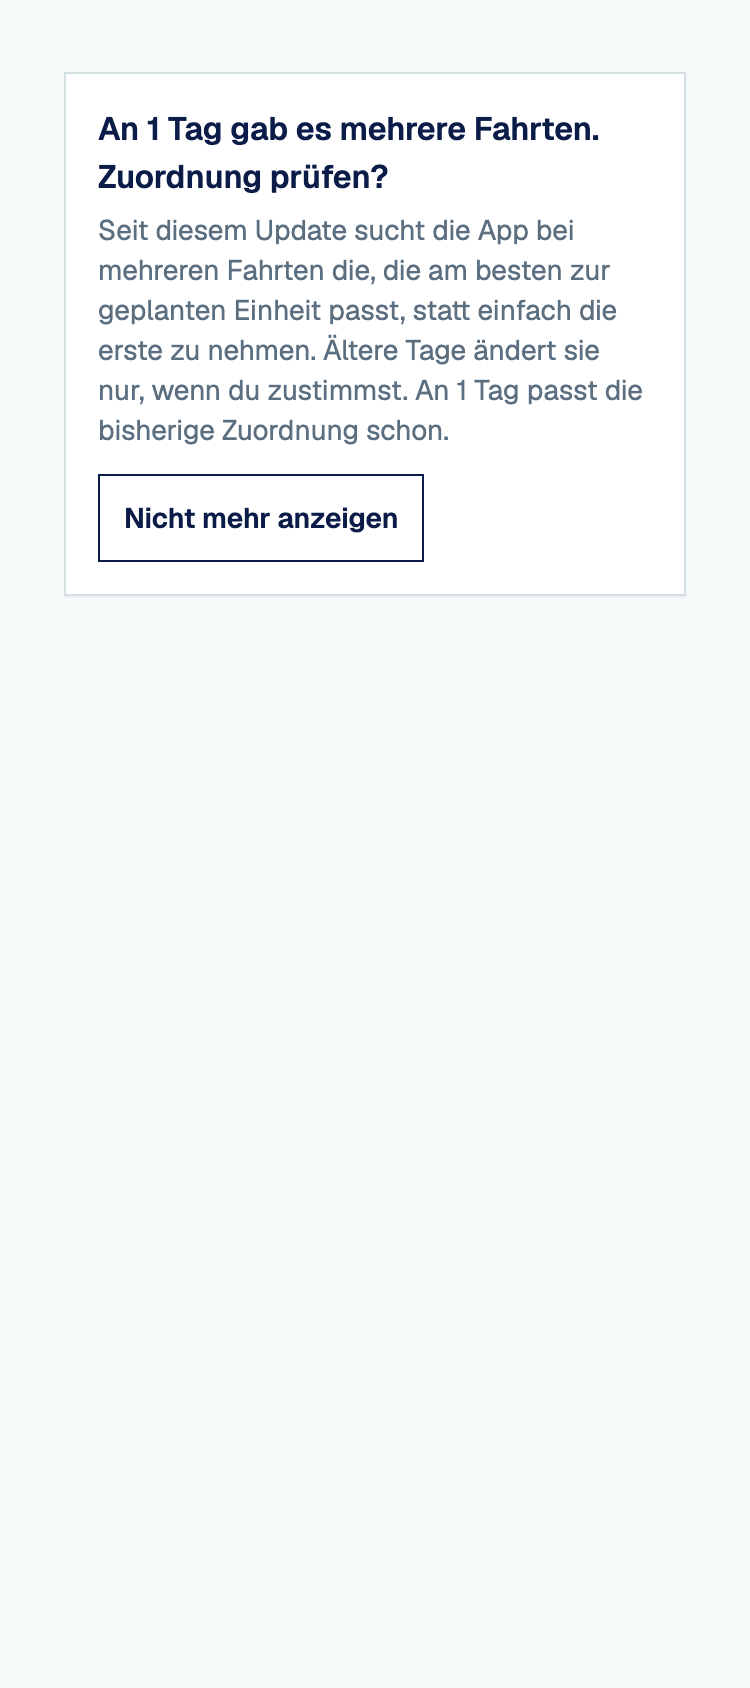 An 1 Tag gab es mehrere Fahrten.
Zuordnung prüfen?
Seit diesem Update sucht die App bei
mehreren Fahrten die, die am besten zur
geplanten Einheit passt, statt einfach die
erste zu nehmen. Ältere Tage ändert sie
nur, wenn du zustimmst. An 1 Tag passt die
bisherige Zuordnung schon.
Nicht mehr anzeigen